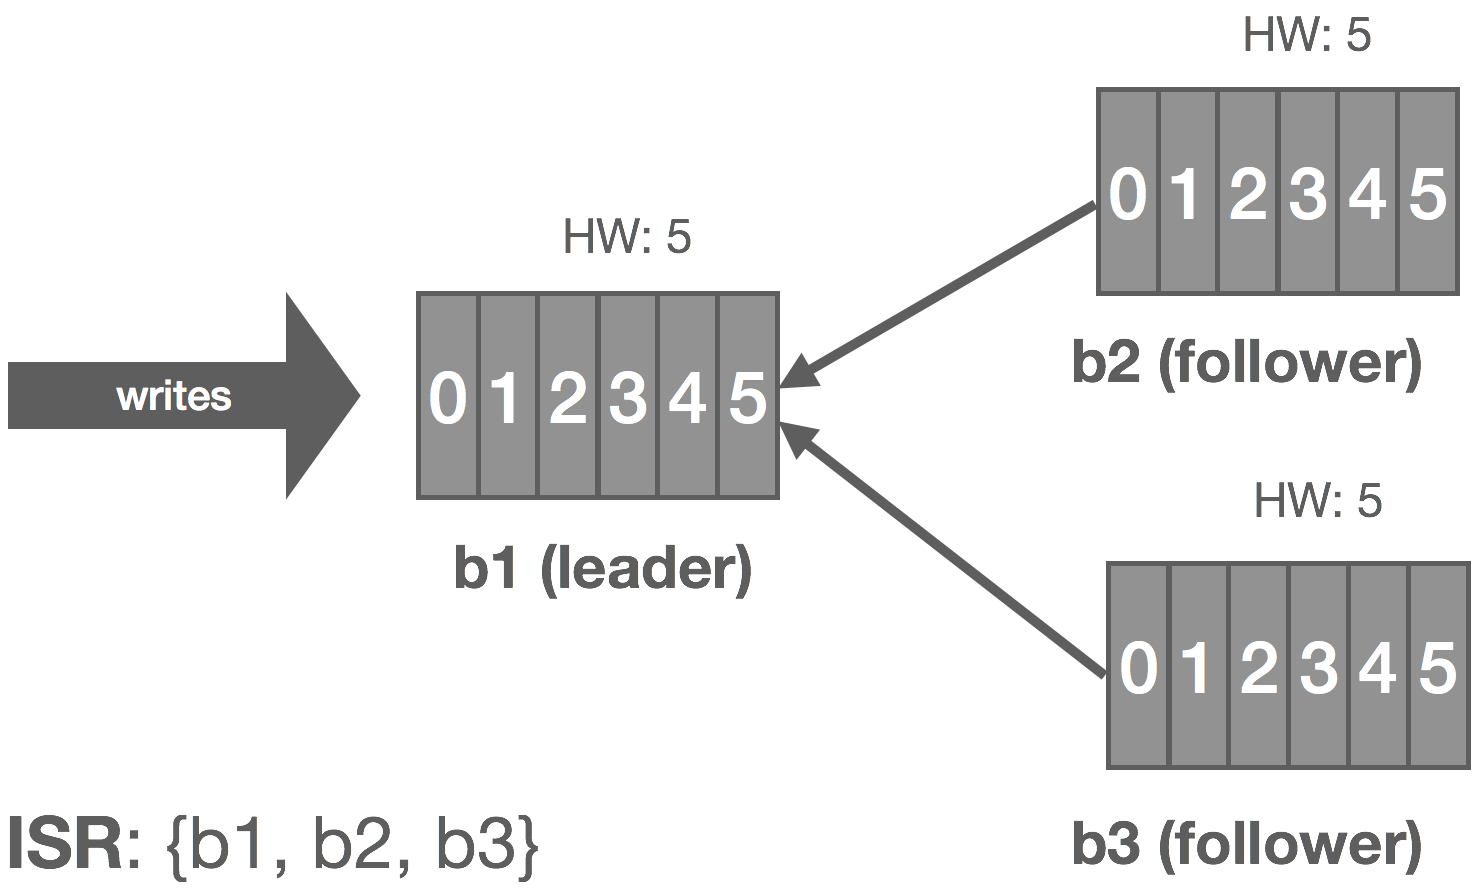 HW: 5
0 1 2 3 4 5
b2 (follower)
HW: 5
writes
0 1 2 3 4 5
b1 (leader)
HW: 5
0 1 2 3 4 5
b3 (follower)
ISR: {b1, b2, b3}